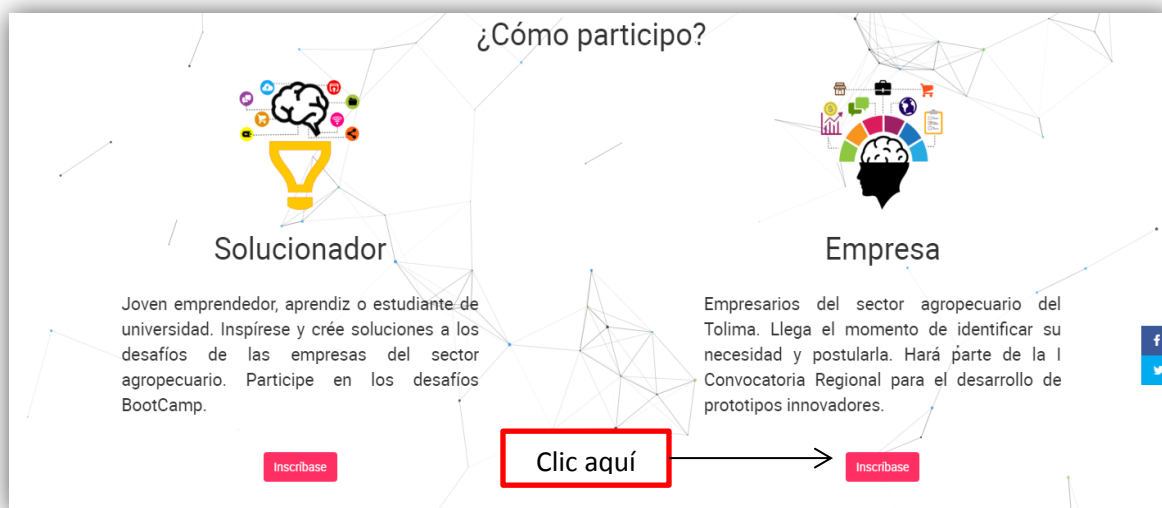 ¿Cómo participo?
Solucionador
Joven emprendedor, aprendiz o estudiante de
universidad. Inspírese y crée soluciones a los
desafíos de las empresas del sector
agropecuario. Participe en los desafíos
BootCamp.
Inscríbase
Empresa
Empresarios del sector agropecuario del
Tolima. Llega el momento de identificar su
necesidad y postularla. Hará parte de la I
Convocatoria Regional para el desarrollo de
prototipos innovadores.
Clic aquí
Inscríbase